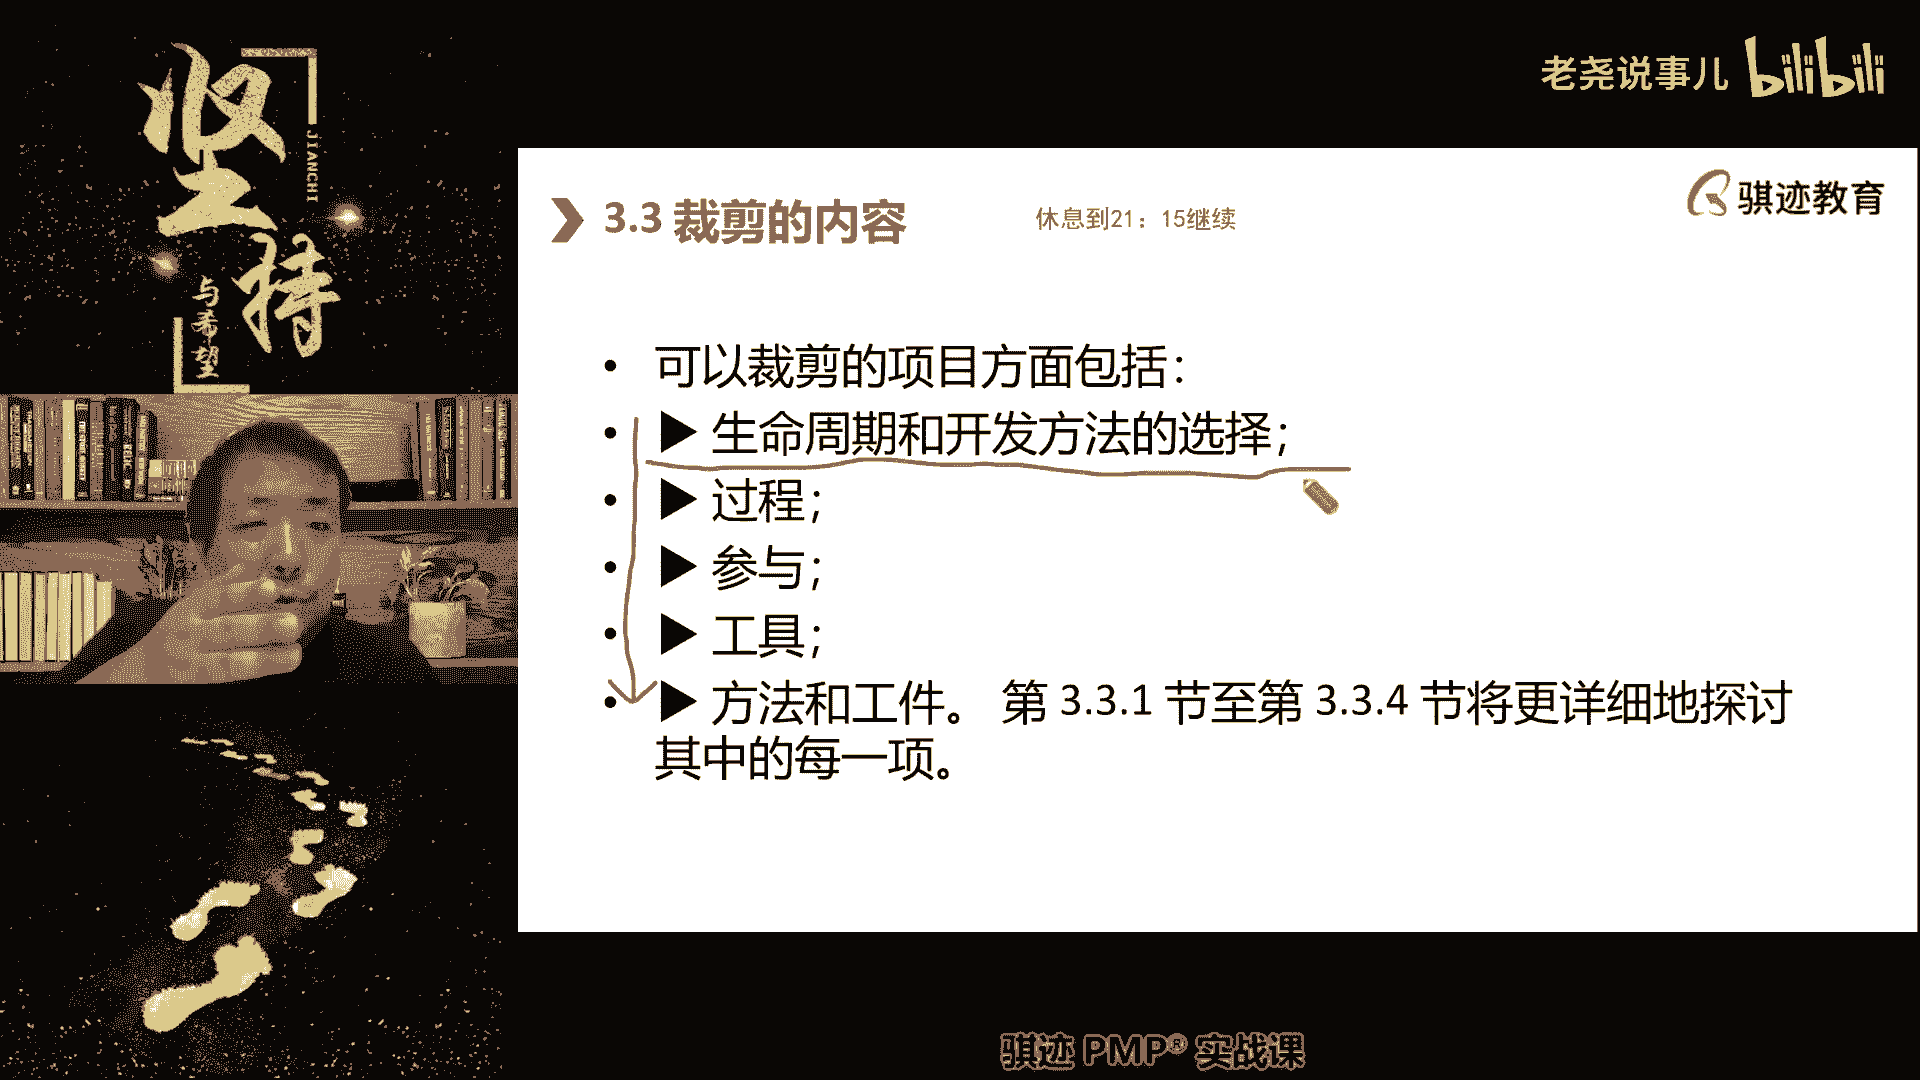 坚持
JIANCHI
与希望
老尧说事儿 bilibili
骐迹教育
3.3 裁剪的内容
休息到21：15继续
• 可以裁剪的项目方面包括：
• ▶ 生命周期和开发方法的选择；
• ▶ 过程；
• ▶ 参与；
• ▶ 工具；
• ▶ 方法和工件。 第 3.3.1 节至第 3.3.4 节将更详细地探讨
其中的每一项。
骐迹 PMP® 实战课